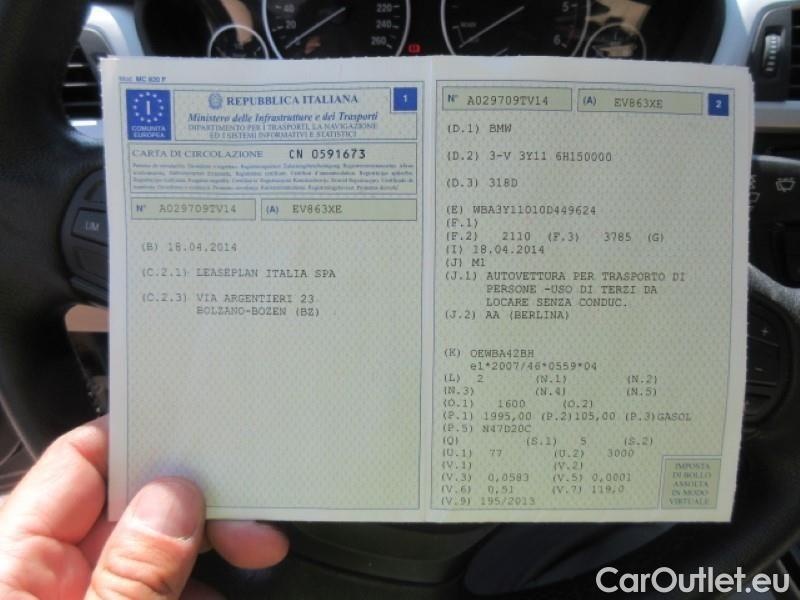 Mod. MC 820 F
REPUBBLICA ITALIANA
1
Ministero delle Infrastrutture e dei Trasporti
DIPARTIMENTO PER I TRASPORTI, LA NAVIGAZIONE
ED I SISTEMI INFORMATIVI E STATISTICI
I
COMUNITÀ
EUROPEA
CARTA DI CIRCOLAZIONE CN 0591673
N° A029709TV14 (A) EV863XE
(B) 18.04.2014
(C.2.1) LEASEPLAN ITALIA SPA
(C.2.3) VIA ARGENTIERI 23
BOLZANO-BOZEN (BZ)
N° A029709TV14 (A) EV863XE 2
(D.1) BMW
(D.2) 3-V 3Y11 6H150000
(D.3) 318D
(E) WBA3Y11010D449624
(F.1)
(F.2) 2110 (F.3) 3785 (G)
(I) 18.04.2014
(J) M1
(J.1) AUTOVETTURA PER TRASPORTO DI
PERSONE -USO DI TERZI DA
LOCARE SENZA CONDUC.
(J.2) AA (BERLINA)
(K) OEWBA42BH
e1*2007/46*0559*04
(L) 2 (N.1) (N.2)
(N.3) (N.4) (N.5)
(O.1) 1600 (O.2)
(P.1) 1995,00 (P.2)105,00 (P.3)GASOL
(P.5) N47D20C
(Q) (S.1) 5 (S.2)
(U.1) 77 (U.2) 3000
(V.1) (V.2)
(V.3) 0,0583 (V.5) 0,0001
(V.6) 0,51 (V.7) 119,0
(V.9) 195/2013
IMPOSTA
DI BOLLO
ASSOLTA
IN MODO
VIRTUALE
LIM
260
6
CarOutlet.eu